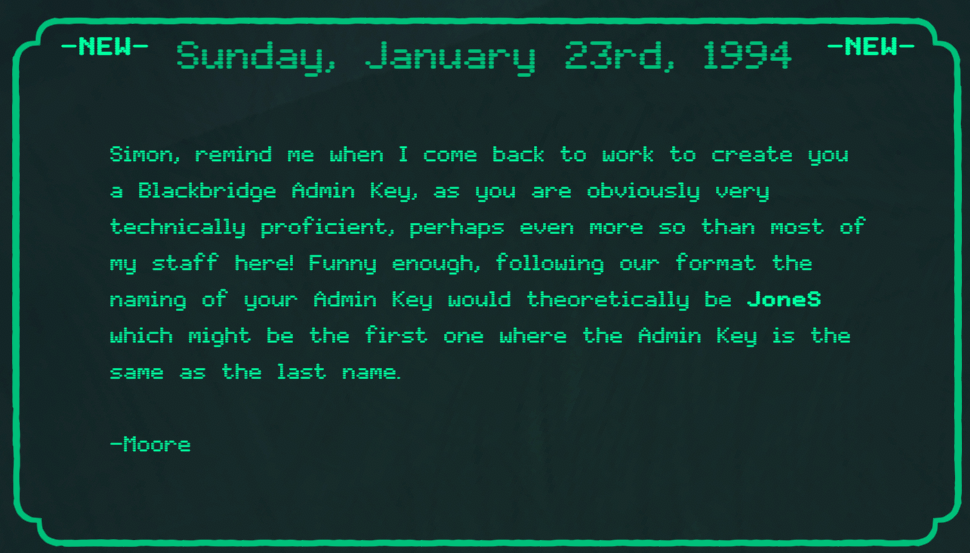 -NEW- Sunday, January 23rd, 1994 -NEW-
Simon, remind me when I come back to work to create you
a Blackbridge Admin Key, as you are obviously very
technically proficient, perhaps even more so than most of
my staff here! Funny enough, following our format the
naming of your Admin Key would theoretically be JoneS
which might be the first one where the Admin Key is the
same as the last name.
-Moore